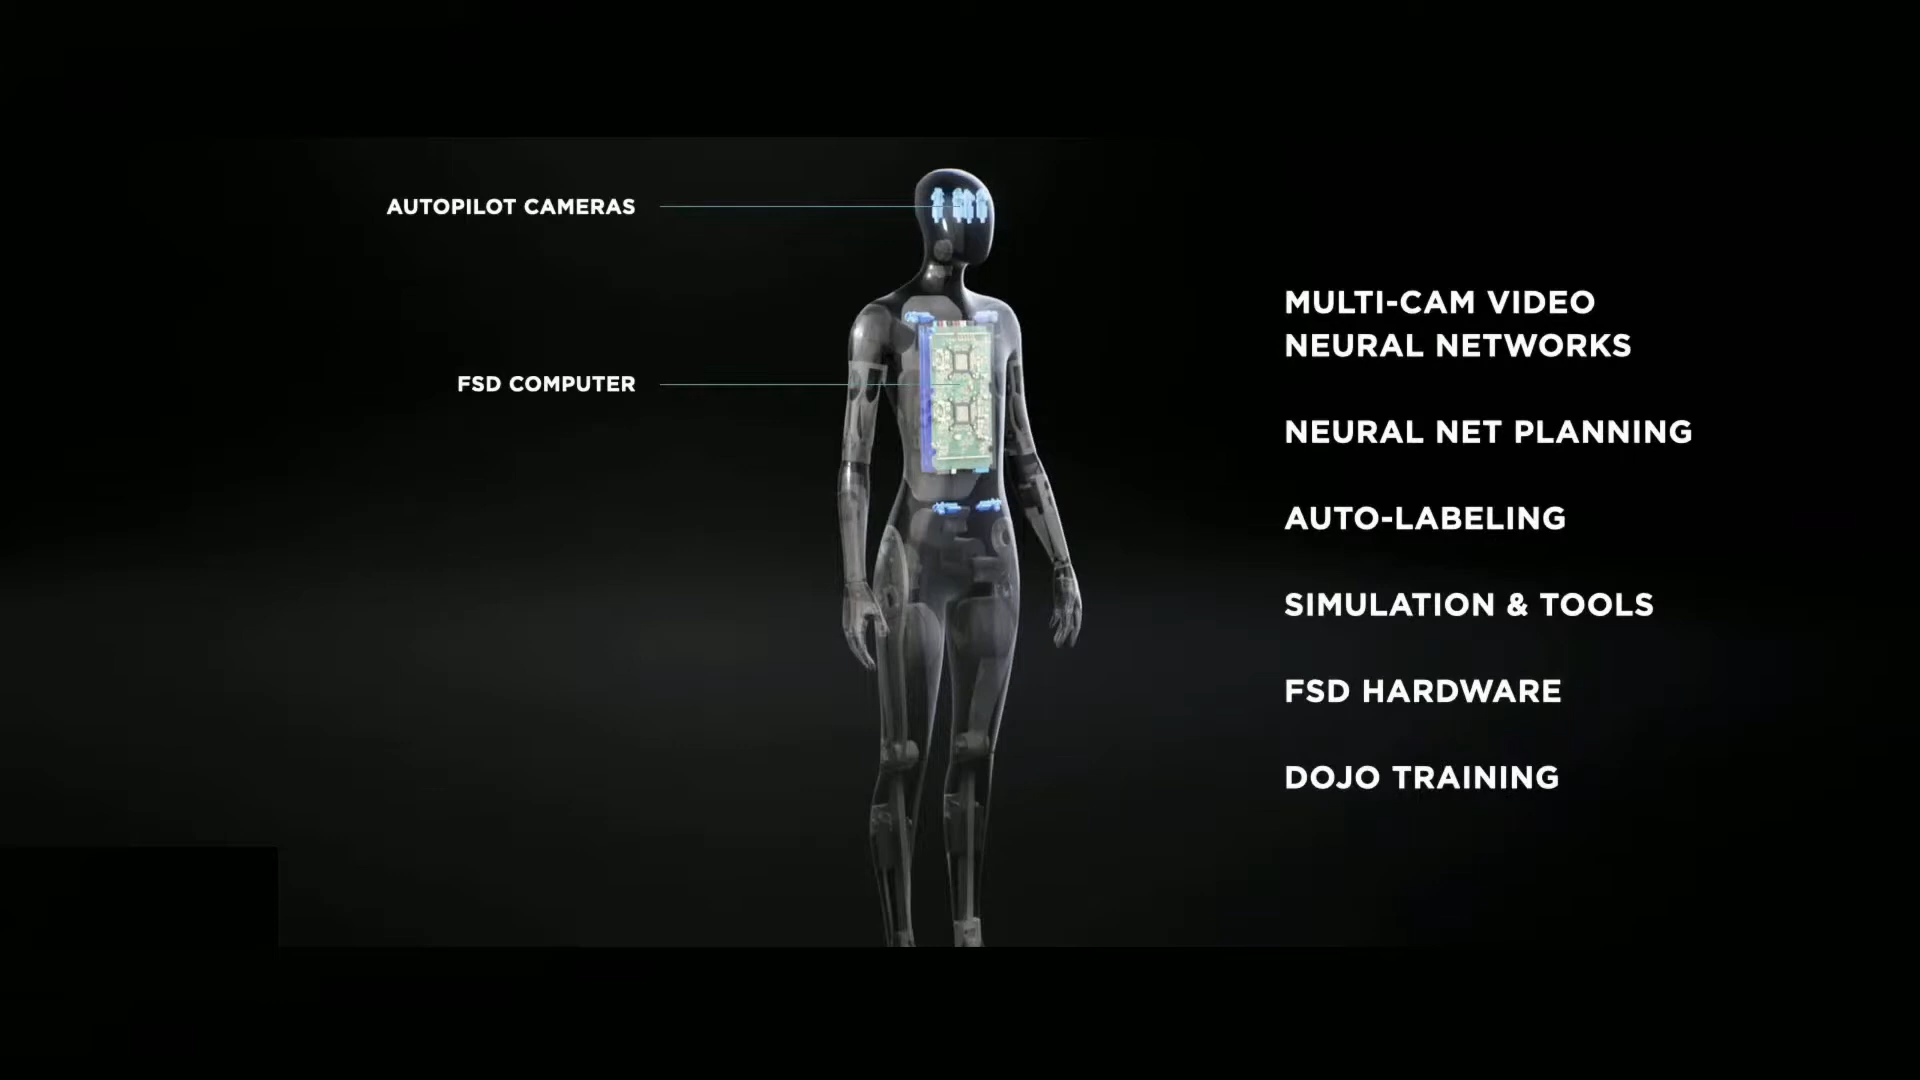 AUTOPILOT CAMERAS
FSD COMPUTER
MULTI-CAM VIDEO
NEURAL NETWORKS
NEURAL NET PLANNING
AUTO-LABELING
SIMULATION & TOOLS
FSD HARDWARE
DOJO TRAINING